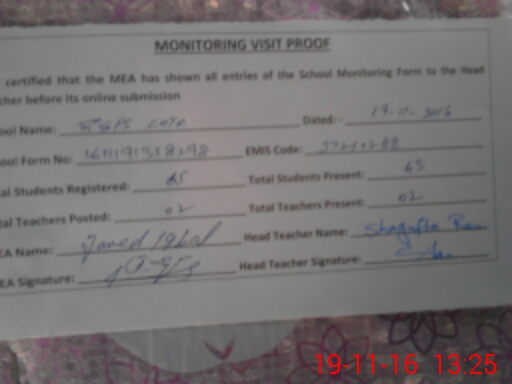 MONITORING VISIT PROOF
certified that the MEA has shown all entries of the School Monitoring Form to the Head
cher before its online submission
ool Name: Dated:- 19-11-2016
ool Form No: EMIS Code:
al Students Registered: 65 Total Students Present: 63
tal Teachers Posted: 02 Total Teachers Present: 02
EA Name: Javed Iqbal Head Teacher Name: Shagufta
EA Signature: Head Teacher Signature:
19-11-16 13:25